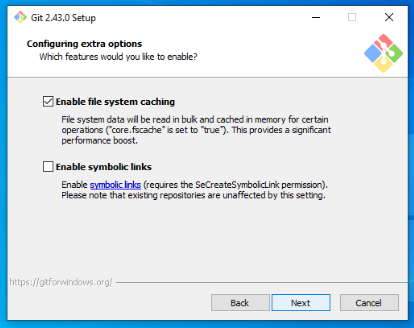 Git 2.43.0 Setup
Configuring extra options
Which features would you like to enable?
Enable file system caching
File system data will be read in bulk and cached in memory for certain
operations ("core.fscache" is set to "true"). This provides a significant
performance boost.
Enable symbolic links
Enable symbolic links (requires the SeCreateSymbolicLink permission).
Please note that existing repositories are unaffected by this setting.
https://gitforwindows.org/
Back
Next
Cancel